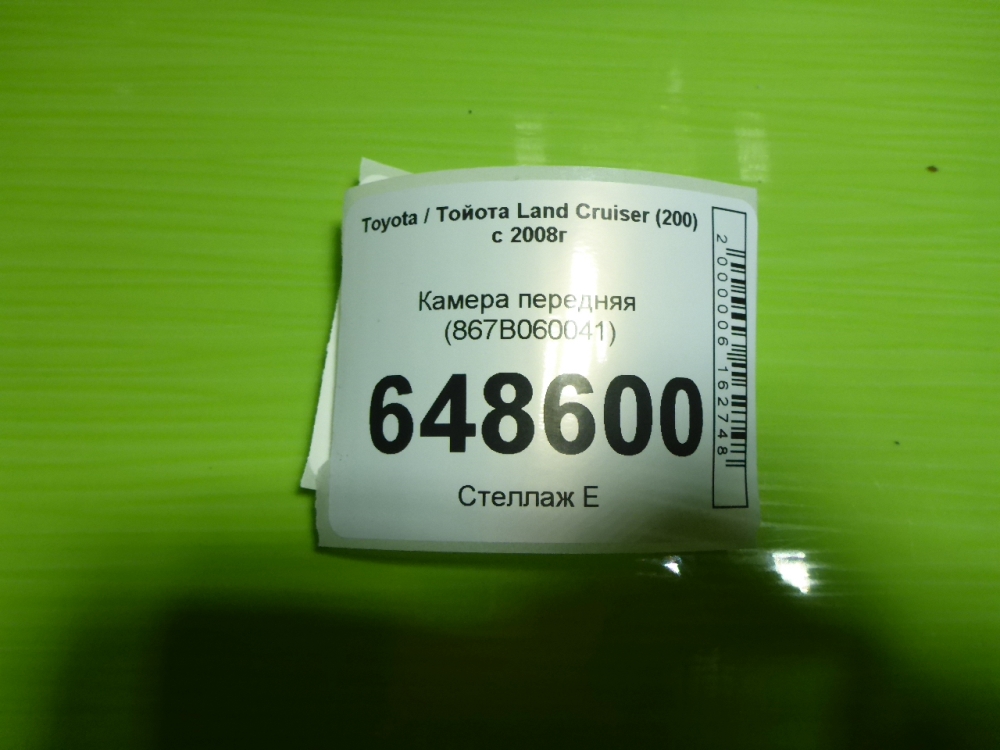 Toyota / Тойота Land Cruiser (200)
с 2008г
Камера передняя
(867B060041)
648600
Стеллаж Е
2000006162748